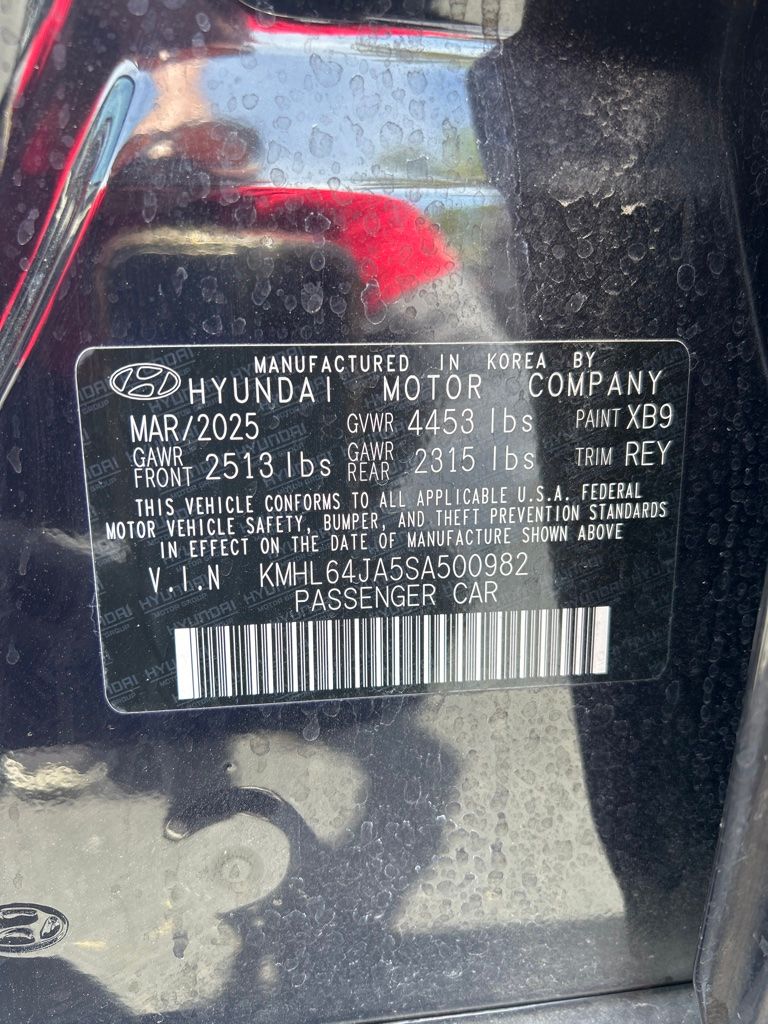 MANUFACTURED IN KOREA BY
HYUNDAI MOTOR COMPANY
MAR/2025 GVWR 4453 lbs PAINT XB9
GAWR FRONT 2513 lbs GAWR REAR 2315 lbs TRIM REY
THIS VEHICLE CONFORMS TO ALL APPLICABLE U.S.A. FEDERAL
MOTOR VEHICLE SAFETY, BUMPER, AND THEFT PREVENTION STANDARDS
IN EFFECT ON THE DATE OF MANUFACTURE SHOWN ABOVE
V.I.N KMHL64JA5SA500982
PASSENGER CAR